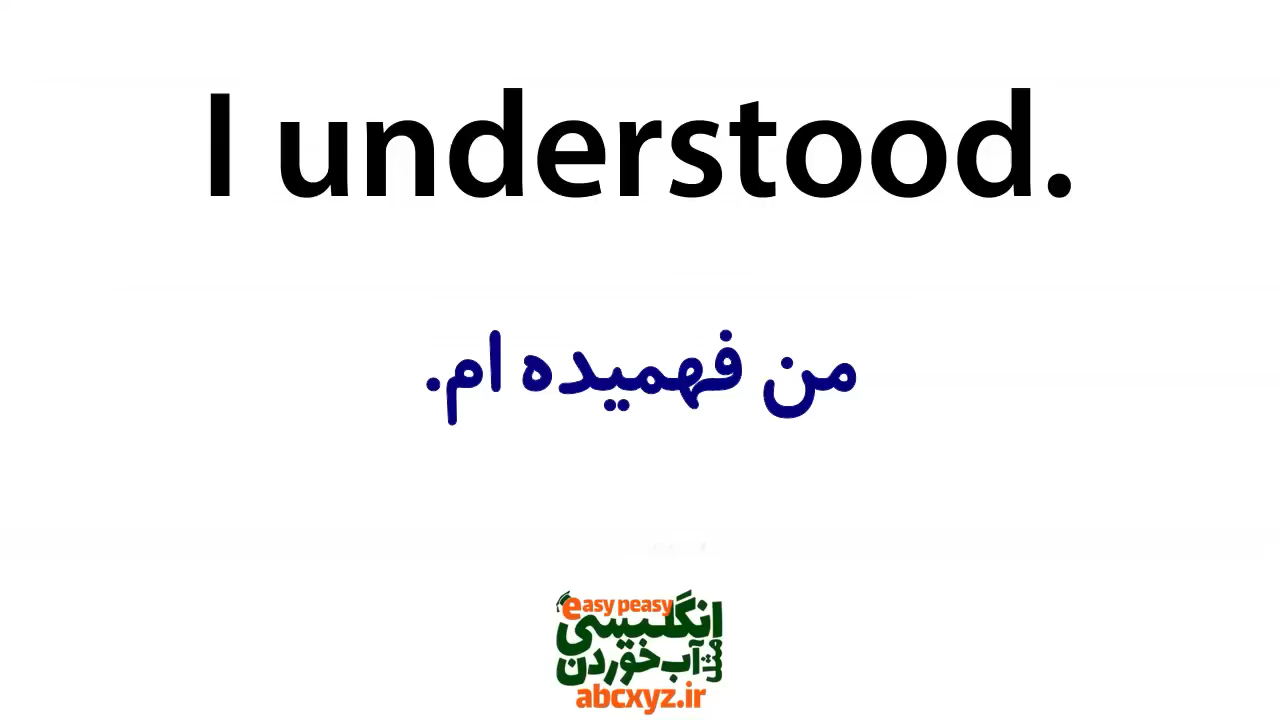 I understood.
من فهمیده ام.
easy peasy
انگلیسی
مثل آب خوردن
abcxyz.ir